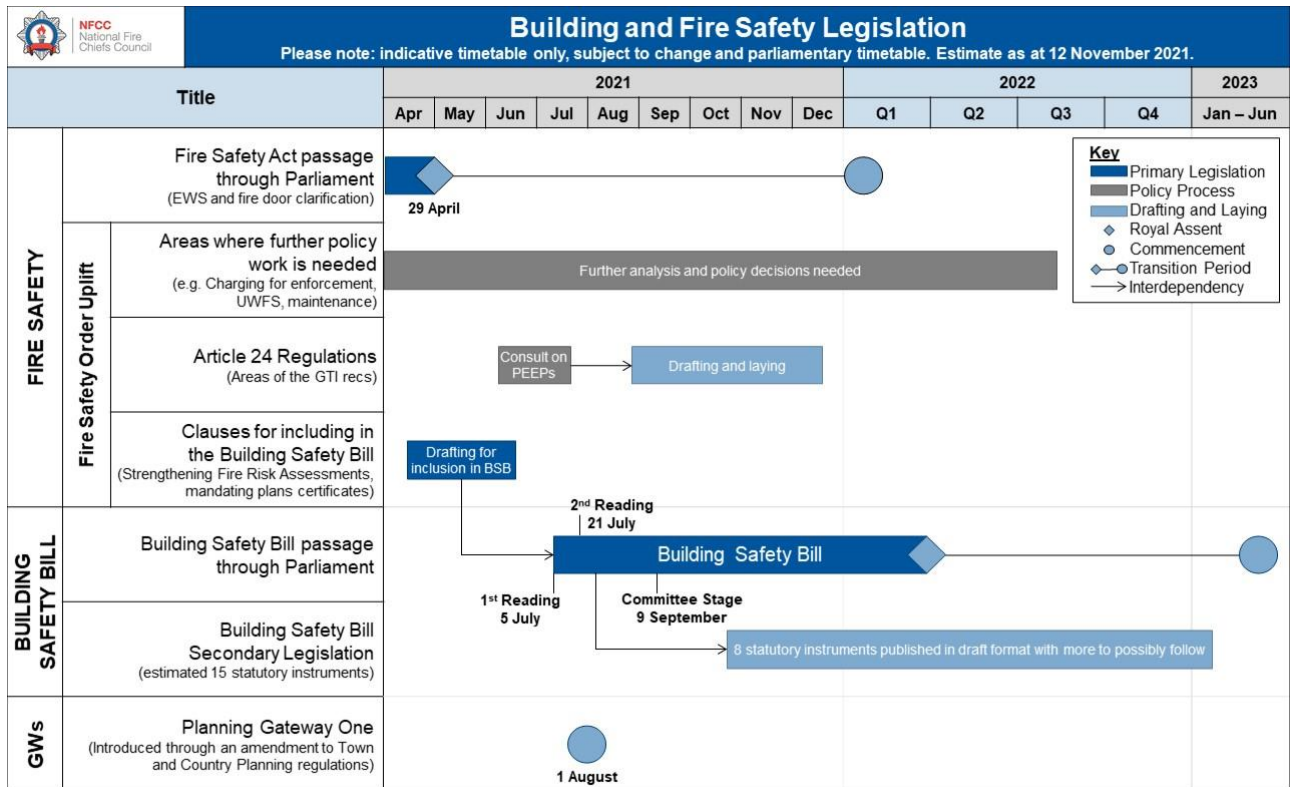 NFCC
National Fire
Chiefs Council
Building and Fire Safety Legislation
Please note: indicative timetable only, subject to change and parliamentary timetable. Estimate as at 12 November 2021.
Title
2021
2022
2023
Apr
May
Jun
Jul
Aug
Sep
Oct
Nov
Dec
Q1
Q2
Q3
Q4
Jan – Jun
Key
Primary Legislation
Policy Process
Drafting and Laying
Royal Assent
Commencement
Transition Period
Interdependency
FIRE SAFETY
Fire Safety Act passage
through Parliament
(EWS and fire door clarification)
29 April
Fire Safety Order Uplift
Areas where further policy
work is needed
(e.g. Charging for enforcement,
UWFS, maintenance)
Further analysis and policy decisions needed
Article 24 Regulations
(Areas of the GTI recs)
Consult on
PEEPs
Drafting and laying
Clauses for including in
the Building Safety Bill
(Strengthening Fire Risk Assessments,
mandating plans certificates)
Drafting for
inclusion in BSB
BUILDING
SAFETY BILL
Building Safety Bill passage
through Parliament
2nd Reading
21 July
Building Safety Bill
1st Reading
5 July
Committee Stage
9 September
Building Safety Bill
Secondary Legislation
(estimated 15 statutory instruments)
8 statutory instruments published in draft format with more to possibly follow
GWs
Planning Gateway One
(Introduced through an amendment to Town
and Country Planning regulations)
1 August